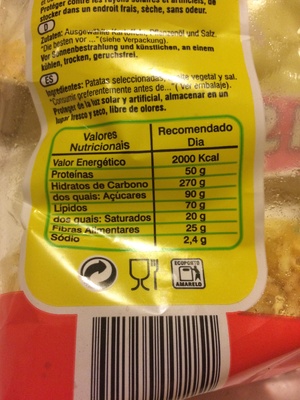 Protéger contre les rayons solaires et artificiels, de
stocker dans un endroit frais, sèche, sans odeur.
D
Zutaten: Ausgewählte und Salz.
"Die besten vor ..." (siehe Verpackung).
Vor Sonnenbestrahlung und künstlichen, an einem
kühlen, trocken, geruchsfrei.
ES
Ingredientes: Patatas seleccionadas, vegetal y sal.
"Consumir preferentemente antes de..." (Ver embalaje).
Proteger de la luz solar y artificial, almacenar en un
lugar fresco y seco, libre de olores.
Valores Nutricionais Recomendado Dia
Valor Energético 2000 Kcal
Proteínas 50 g
Hidratos de Carbono 270 g
dos quais: Açúcares 90 g
Lípidos 70 g
dos quais: Saturados 20 g
Fibras Alimentares 25 g
Sódio 2,4 g
ECOPONTO
AMARELO